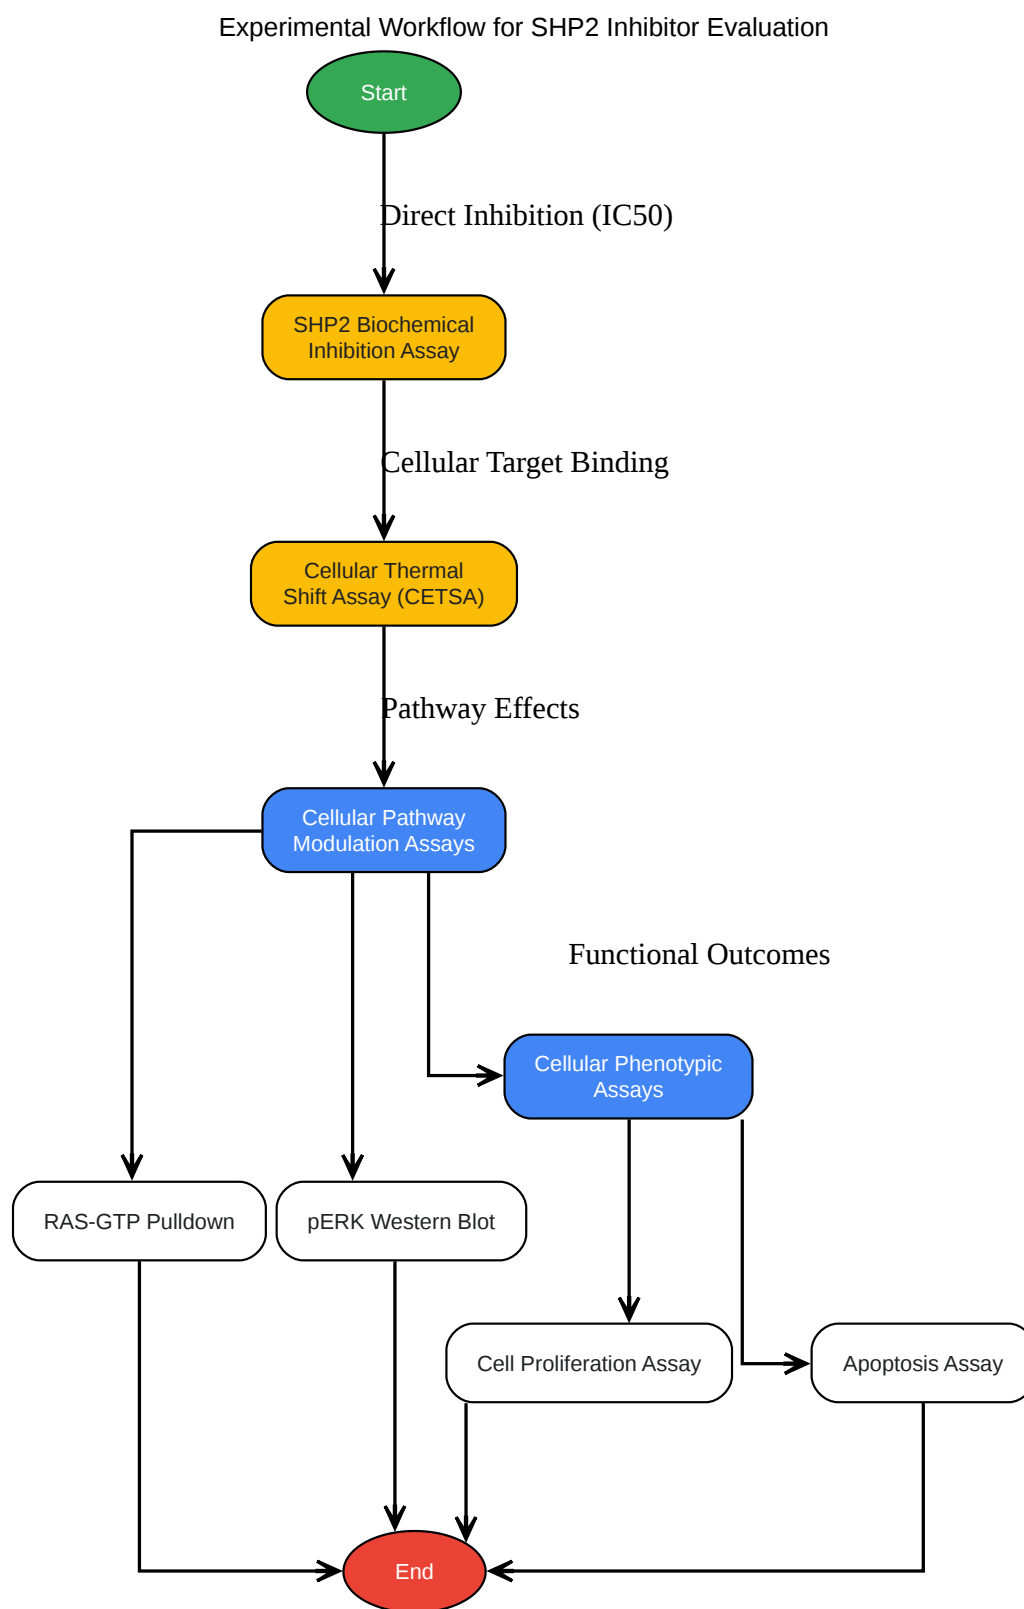 Experimental Workflow for SHP2 Inhibitor Evaluation
Start
Direct Inhibition (IC50)
SHP2 Biochemical
Inhibition Assay
Cellular Target Binding
Cellular Thermal
Shift Assay (CETSA)
Pathway Effects
Cellular Pathway
Modulation Assays
Functional Outcomes
Cellular Phenotypic
Assays
RAS-GTP Pulldown
pERK Western Blot
Cell Proliferation Assay
Apoptosis Assay
End